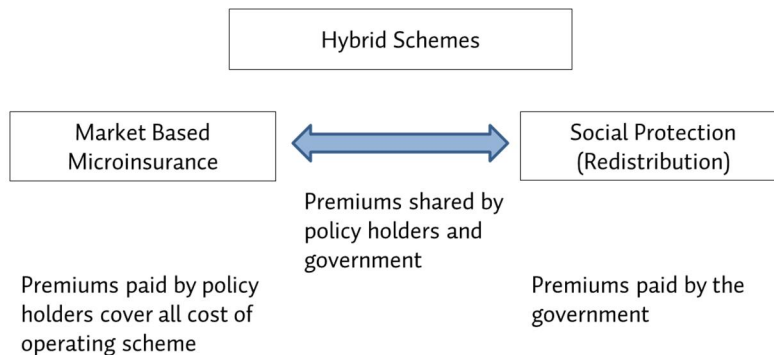 Hybrid Schemes
Market Based
Microinsurance
Social Protection
(Redistribution)
Premiums shared by
policy holders and
government
Premiums paid by policy
holders cover all cost of
operating scheme
Premiums paid by the
government